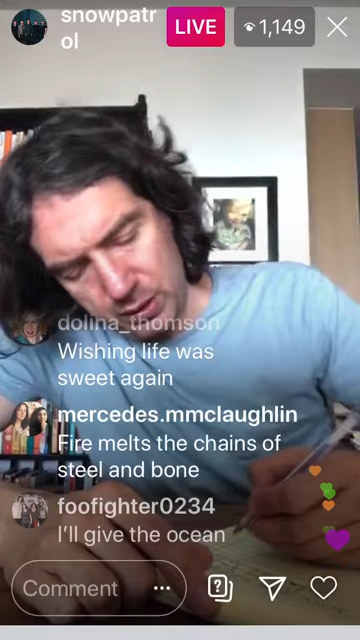 snowpatr
ol
LIVE
1,149
dolina_thomson
Wishing life was
sweet again
mercedes.mmclaughlin
Fire melts the chains of
steel and bone
foofighter0234
I'll give the ocean
Comment